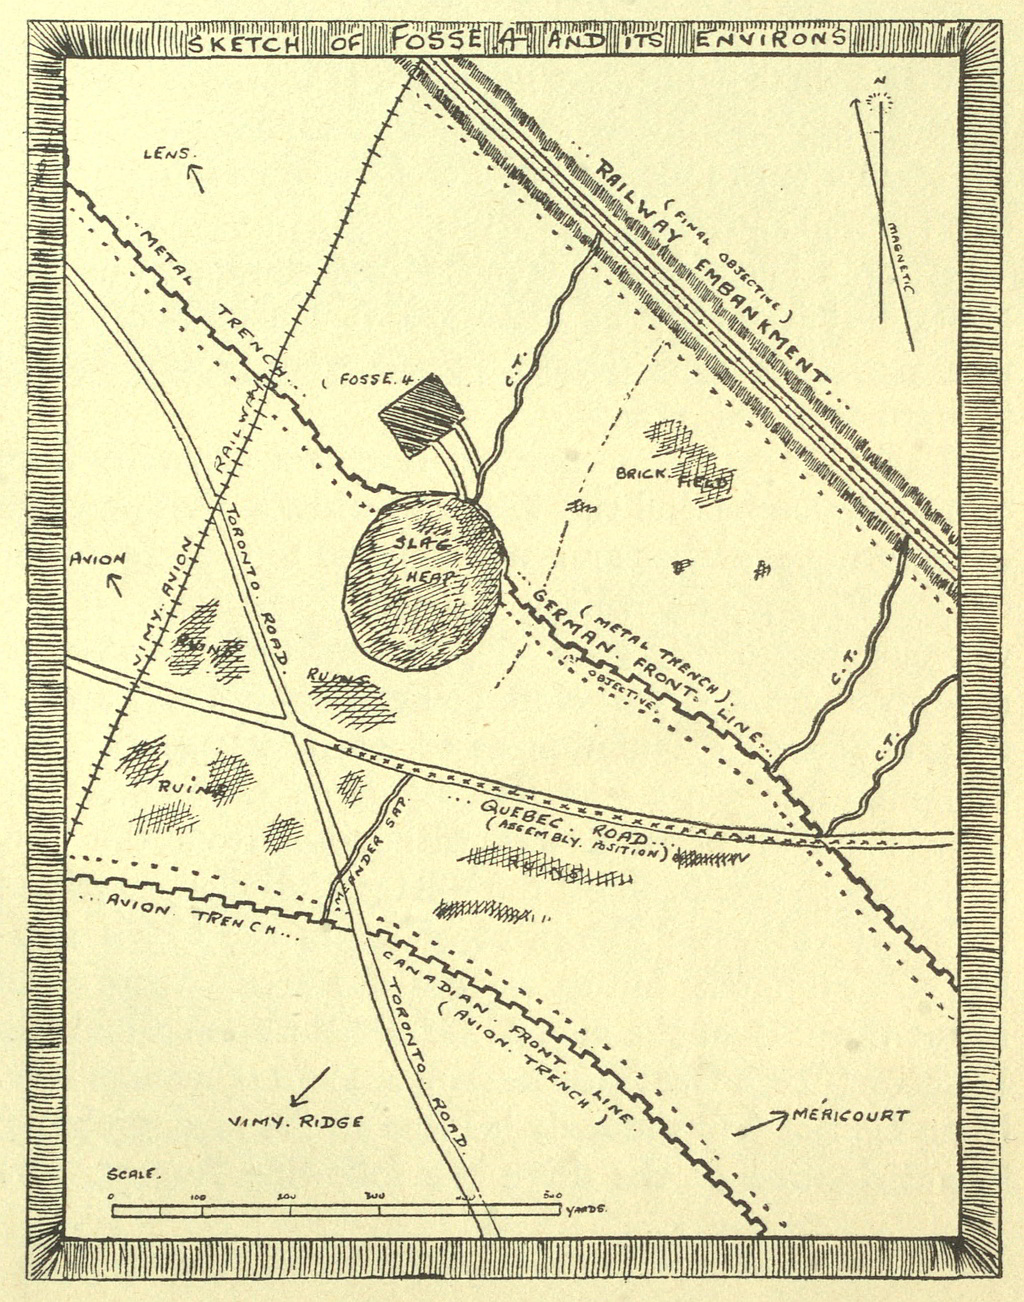 SKETCH OF FOSSE 4 AND ITS ENVIRONS
N
MAGNETIC
LENS.
...RAILWAY EMBANKMENT...
(FINAL OBJECTIVE)
...METAL TRENCH...
(FOSSE. 4
C.T.
BRICK. FIELD
SLAG
HEAP.
AVION
VIMY. AVION RAILWAY
TORONTO ROAD.
RUINS
RUINS
(METAL TRENCH)
GERMAN. FRONT. LINE...
OBJECTIVE.
C.T.
C.T.
RUINS
MEANDER SAP.
...QUEBEC. ROAD...
(ASSEMBLY. POSITION)
RUINS
...AVION. TRENCH...
CANADIAN. FRONT. LINE.
(AVION. TRENCH)
TORONTO. ROAD.
VIMY. RIDGE
MÉRICOURT
SCALE.
0 100 200 300 400 500
YARDS.